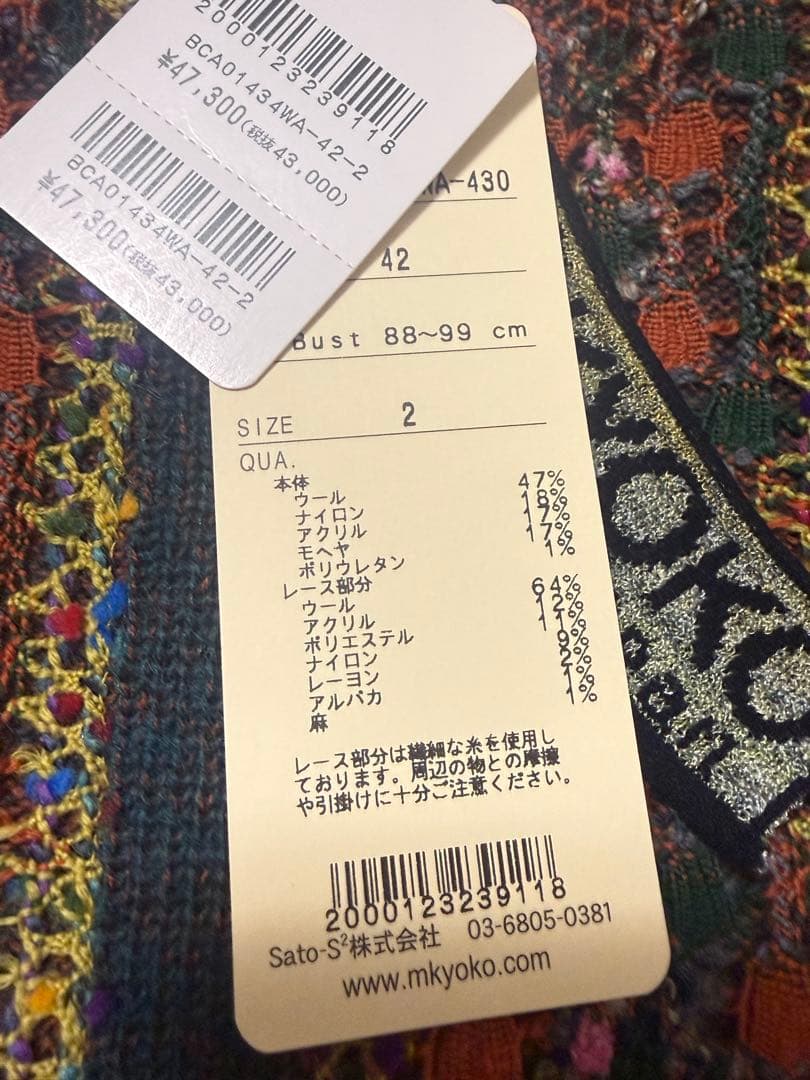 2000123239118
BCA01434WA-42-2
¥47,300(税抜43,000)
BCA01434WA-42-2
¥47,300(税抜43,000)
WA-430
42
Bust 88~99 cm
SIZE 2
QUA.
本体
ウール 47%
ナイロン 18%
アクリル 17%
モヘヤ 17%
ポリウレタン 1%
レース部分
ウール 64%
アクリル 12%
ポリエステル 11%
ナイロン 9%
レーヨン 2%
アルパカ 1%
麻 1%
レース部分は繊細な糸を使用し
ております。周辺の物との摩擦
や引掛けに十分ご注意ください。
2000123239118
Sato-S²株式会社 03-6805-0381
www.mkyoko.com